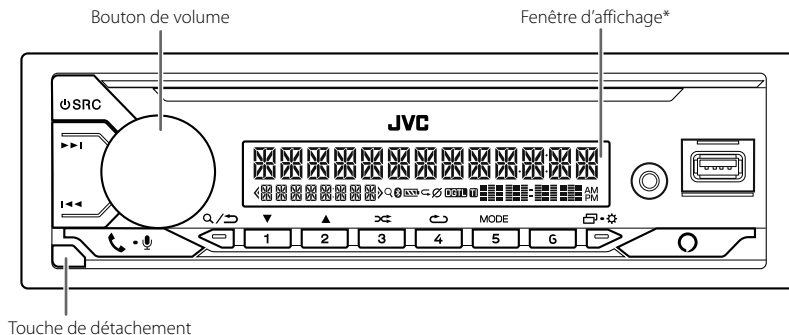 Bouton de volume
Fenêtre d'affichage*
SRC
JVC
AM
PM
MODE
1 2 3 4 5 6
Touche de détachement